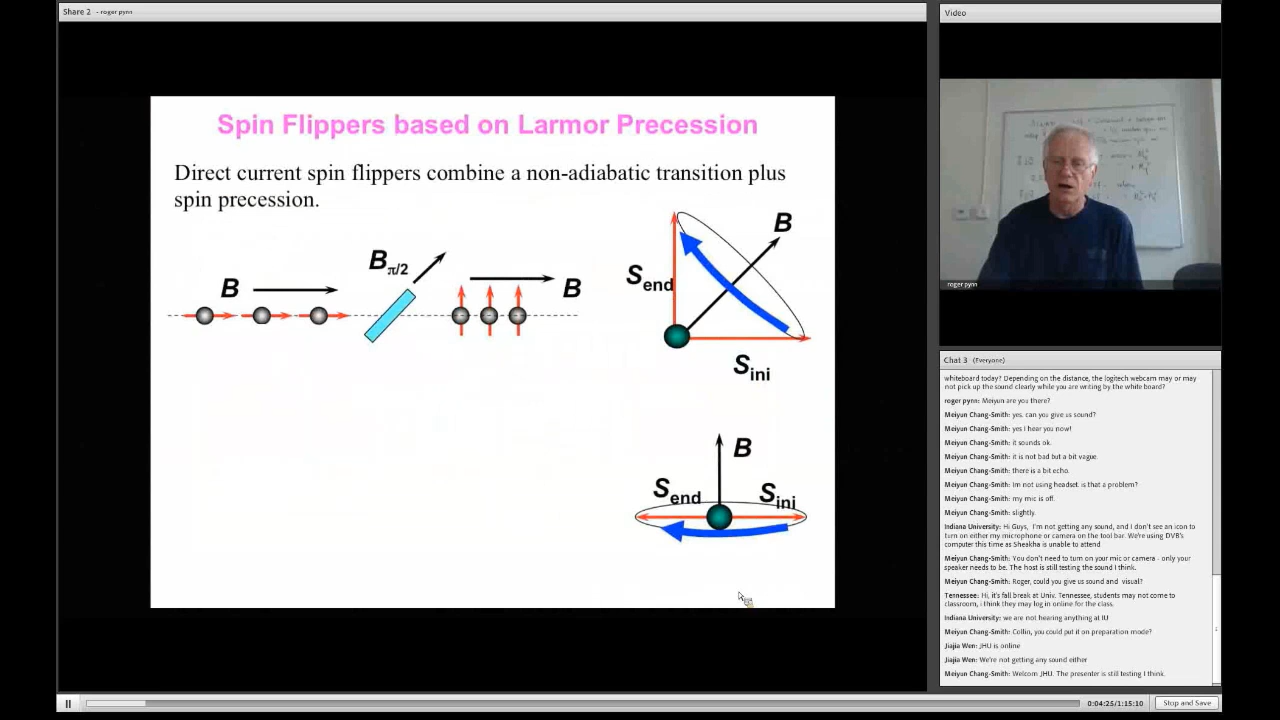 Share 2 - roger pynn
Spin Flippers based on Larmor Precession
Direct current spin flippers combine a non-adiabatic transition plus
spin precession.
B
Bπ/2
B
B
Send
Sini
B
Send
Sini
Video
roger pynn
Chat 3 (Everyone)
whiteboard today? Depending on the distance, the logitech webcam may or may
not pick up the sound clearly while you are writing by the white board?
roger pynn: Meiyun are you there?
Meiyun Chang-Smith: yes. can you give us sound?
Meiyun Chang-Smith: yes I hear you now!
Meiyun Chang-Smith: it sounds ok.
Meiyun Chang-Smith: it is not bad but a bit vague.
Meiyun Chang-Smith: there is a bit echo.
Meiyun Chang-Smith: Im not using headset. is that a problem?
Meiyun Chang-Smith: my mic is off.
Meiyun Chang-Smith: slightly.
Indiana University: Hi Guys, I'm not getting any sound, and I don't see an icon to
turn on either my microphone or camera on the tool bar. We're using DVB's
computer this time as Sheakha is unable to attend
Meiyun Chang-Smith: You don't need to turn on your mic or camera - only your
speaker needs to be. The host is still testing the sound I think.
Meiyun Chang-Smith: Roger, could you give us sound and visual?
Tennessee: Hi, it's fall break at Univ. Tennessee, students may not come to
classroom, i think they may log in online for the class.
Indiana University: we are not hearing anything at IU
Meiyun Chang-Smith: Collin, you could put it on preparation mode?
Jiajia Wen: JHU is online
Jiajia Wen: We're not getting any sound either
Meiyun Chang-Smith: Welcom JHU. The presenter is still testing I think.
0:04:25/1:15:10
Stop and Save